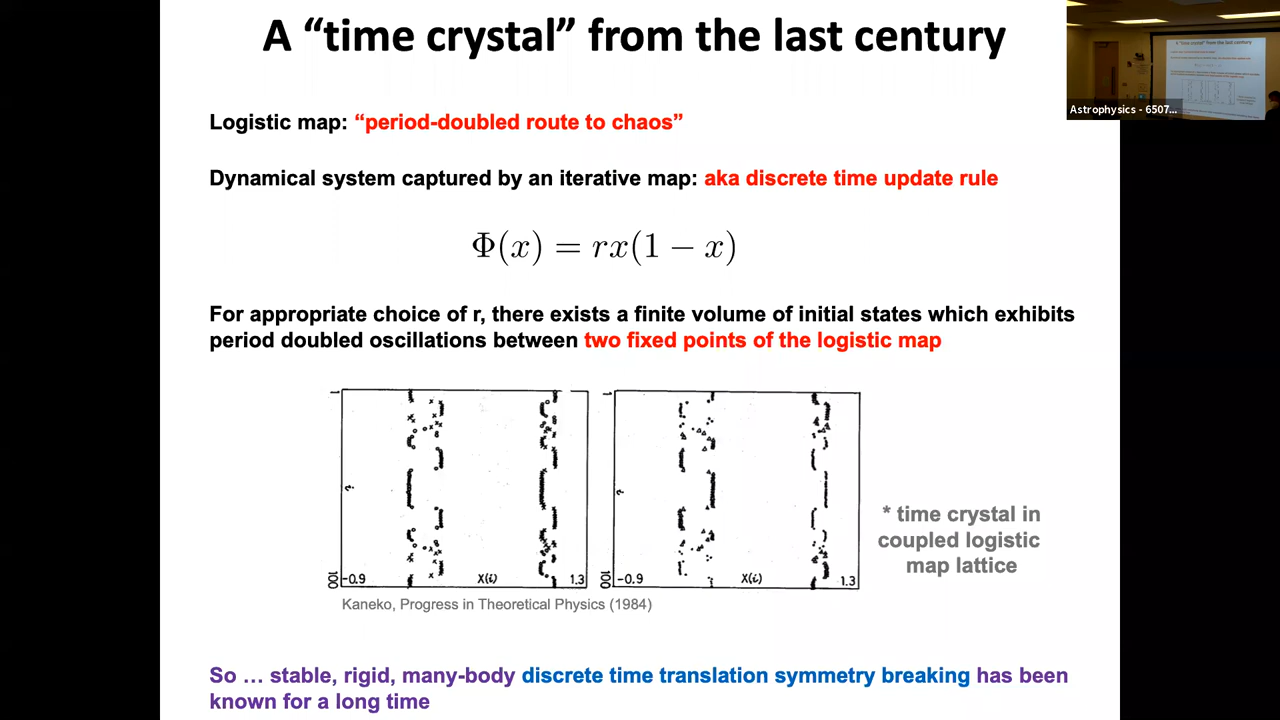 A “time crystal” from the last century
Astrophysics - 6507...
Logistic map: “period-doubled route to chaos”
Dynamical system captured by an iterative map: aka discrete time update rule
Φ(x) = rx(1 − x)
For appropriate choice of r, there exists a finite volume of initial states which exhibits
period doubled oscillations between two fixed points of the logistic map
1
i
100
-0.9 X(i) 1.3
1
i
100
-0.9 X(i) 1.3
* time crystal in
coupled logistic
map lattice
Kaneko, Progress in Theoretical Physics (1984)
So … stable, rigid, many-body discrete time translation symmetry breaking has been
known for a long time